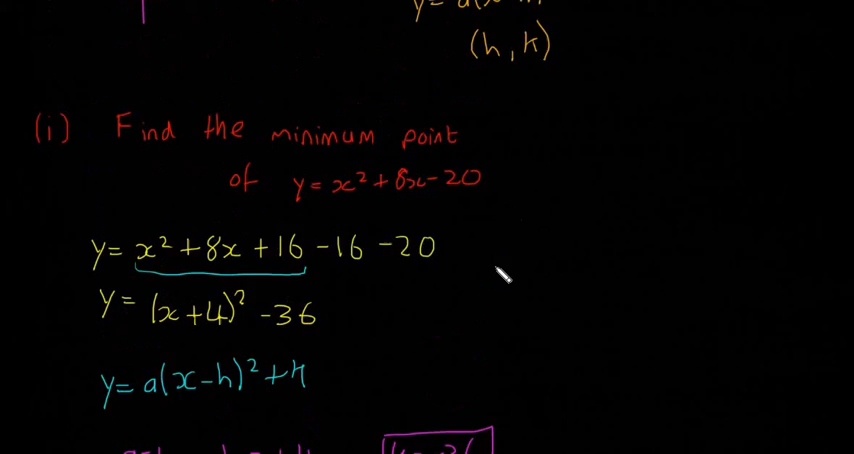 (h, k)
(i) Find the minimum point
of y = x² + 8x - 20
y = x² + 8x + 16 - 16 - 20
y = (x + 4)² - 36
y = a(x - h)² + k